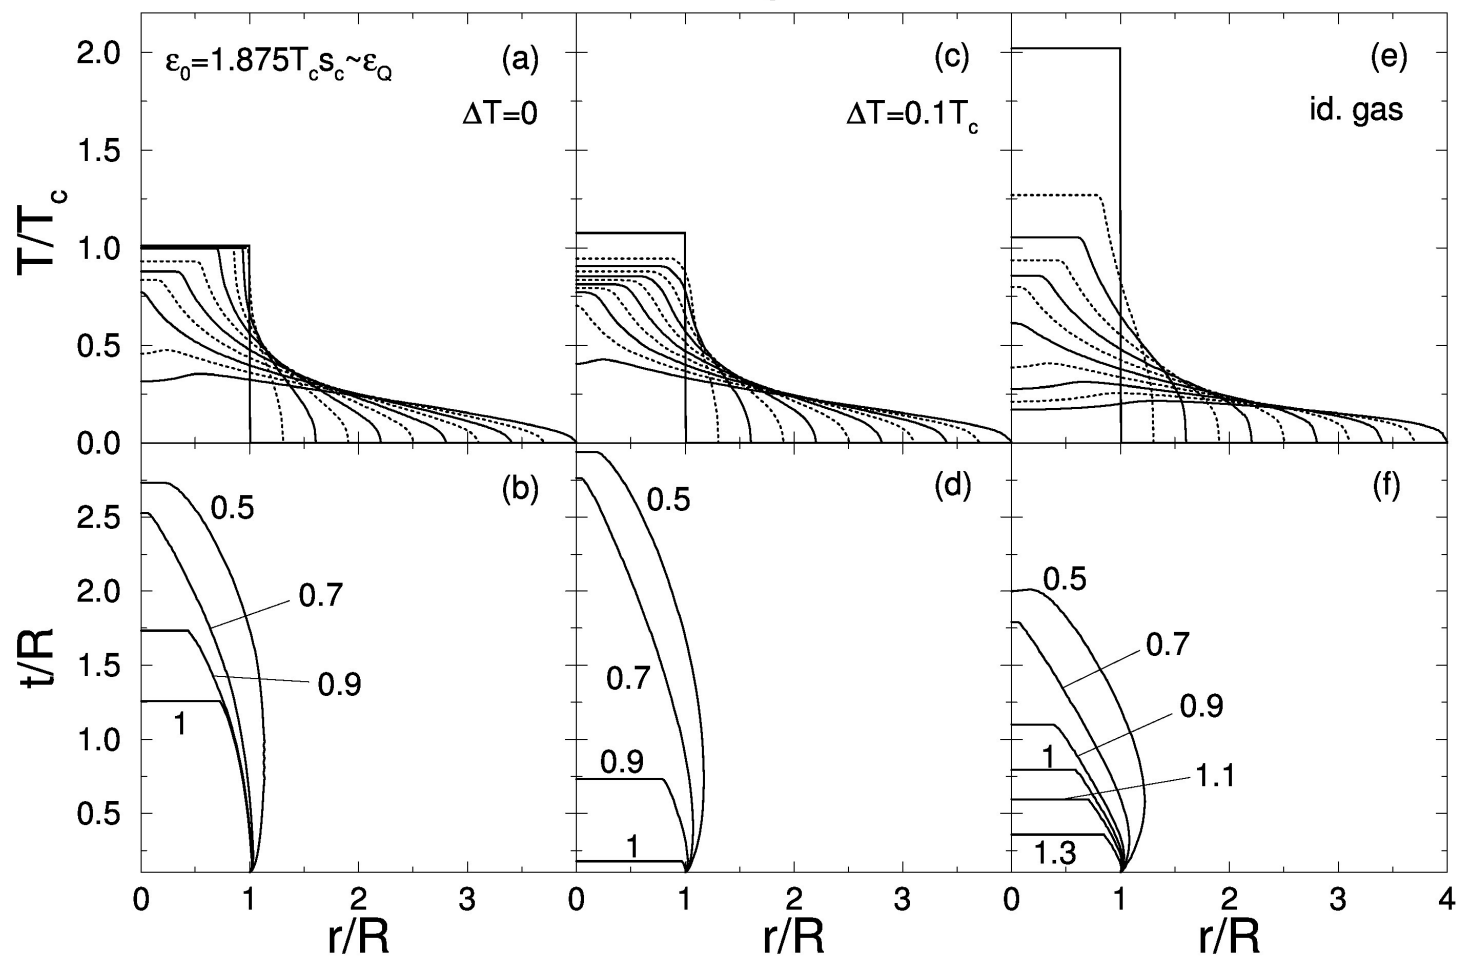 2.0
1.5
1.0
0.5
0.0
T/T_c
ε_0=1.875T_cs_c~ε_Q
(a)
ΔT=0
(c)
ΔT=0.1T_c
(e)
id. gas
2.5
2.0
1.5
1.0
0.5
t/R
(b)
0.5
0.7
0.9
1
(d)
0.5
0.7
0.9
1
(f)
0.5
0.7
0.9
1
1.1
1.3
0 1 2 3 0 1 2 3 0 1 2 3 4
r/R r/R r/R